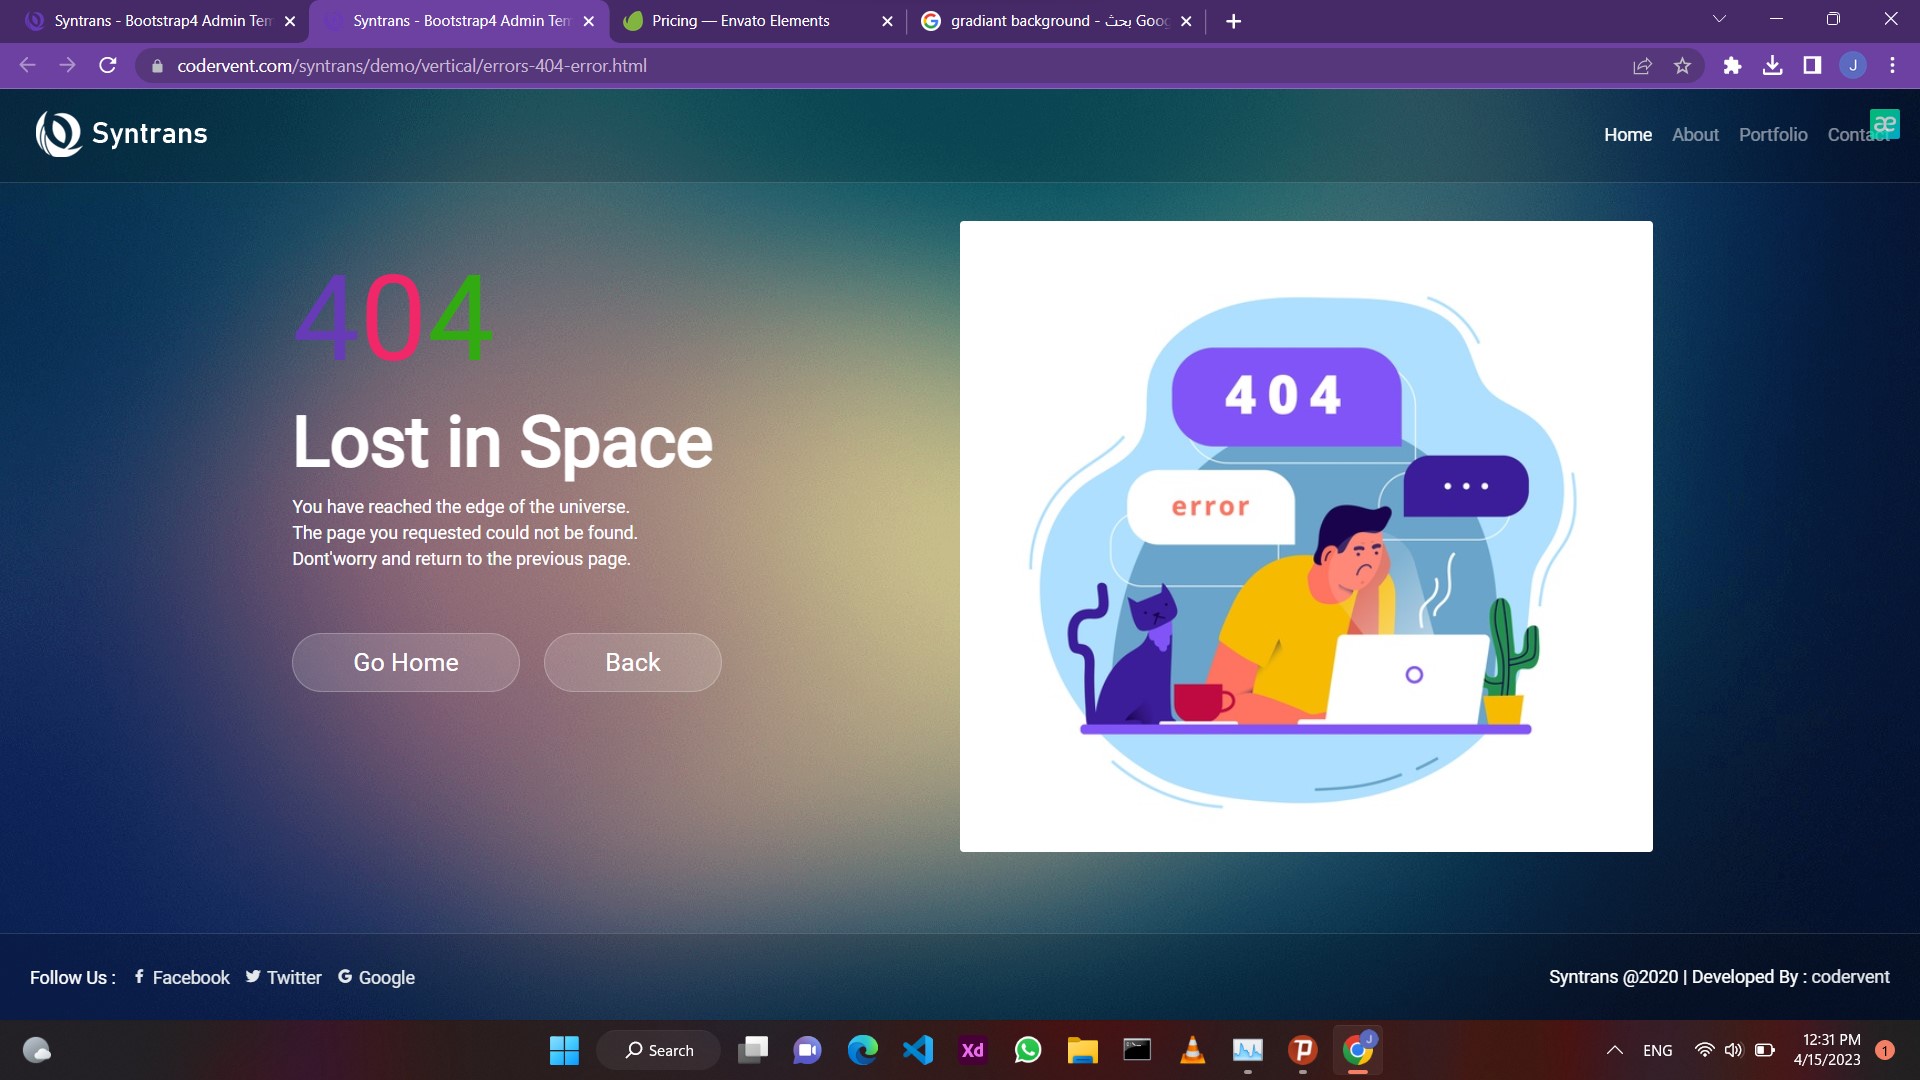 Syntrans - Bootstrap4 Admin Tem
Syntrans - Bootstrap4 Admin Tem
Pricing — Envato Elements
gradiant background - بحث Goog
codervent.com/syntrans/demo/vertical/errors-404-error.html
J
Syntrans
Home About Portfolio Contact
æ
404
Lost in Space
You have reached the edge of the universe.
The page you requested could not be found.
Dont'worry and return to the previous page.
Go Home
Back
404
error
Follow Us : Facebook Twitter Google
Syntrans @2020 | Developed By : codervent
Search
Xd
J
ENG
12:31 PM
4/15/2023
1